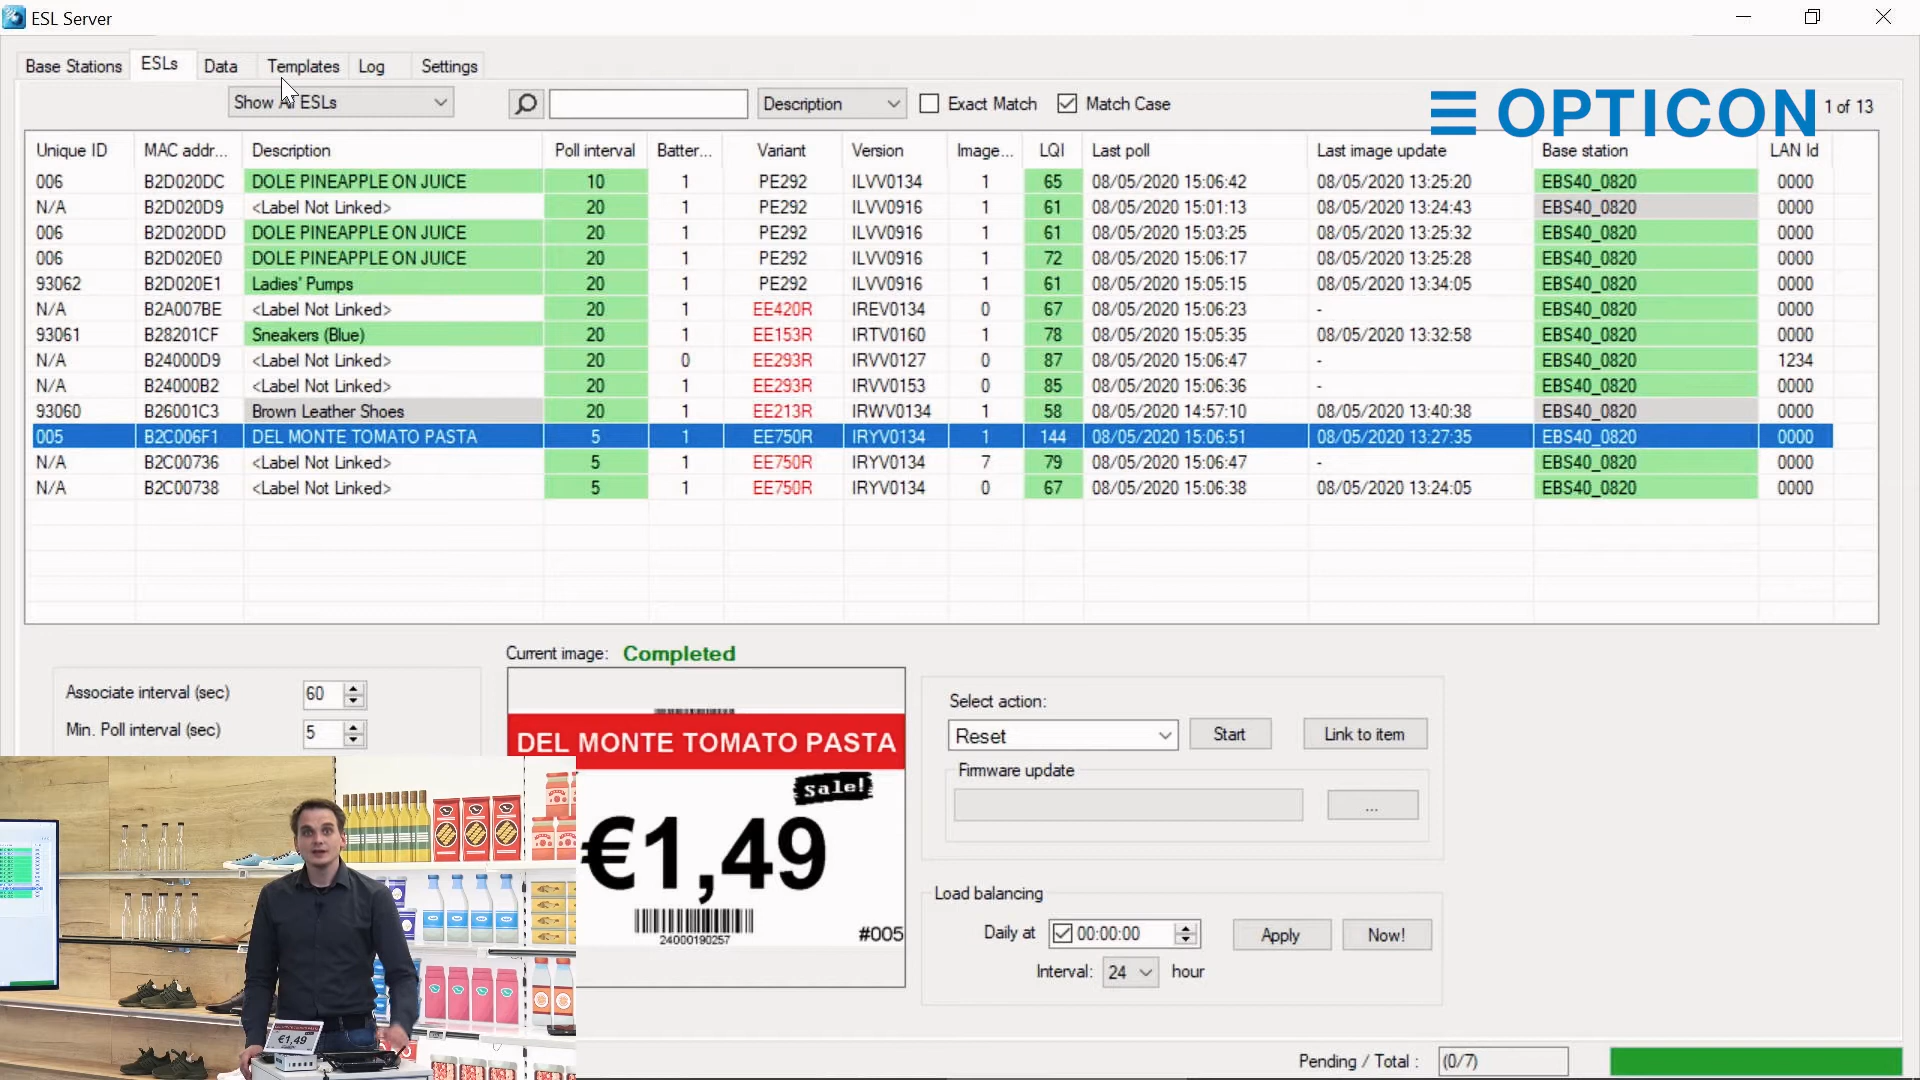 ESL Server
Base Stations ESLs Data Templates Log Settings
Show All ESLs Description Exact Match Match Case OPTICON 1 of 13
Unique ID MAC addr... Description Poll interval Batter... Variant Version Image... LQI Last poll Last image update Base station LAN Id
006 B2D020DC DOLE PINEAPPLE ON JUICE 10 1 PE292 ILVV0134 1 65 08/05/2020 15:06:42 08/05/2020 13:25:20 EBS40_0820 0000
N/A B2D020D9 <Label Not Linked> 20 1 PE292 ILVV0916 1 61 08/05/2020 15:01:13 08/05/2020 13:24:43 EBS40_0820 0000
006 B2D020DD DOLE PINEAPPLE ON JUICE 20 1 PE292 ILVV0916 1 61 08/05/2020 15:03:25 08/05/2020 13:25:32 EBS40_0820 0000
006 B2D020E0 DOLE PINEAPPLE ON JUICE 20 1 PE292 ILVV0916 1 72 08/05/2020 15:06:17 08/05/2020 13:25:28 EBS40_0820 0000
93062 B2D020E1 Ladies' Pumps 20 1 PE292 ILVV0916 1 61 08/05/2020 15:05:15 08/05/2020 13:34:05 EBS40_0820 0000
N/A B2A007BE <Label Not Linked> 20 1 EE420R IREV0134 0 67 08/05/2020 15:06:23 - EBS40_0820 0000
93061 B28201CF Sneakers (Blue) 20 1 EE153R IRTV0160 1 78 08/05/2020 15:05:35 08/05/2020 13:32:58 EBS40_0820 0000
N/A B24000D9 <Label Not Linked> 20 0 EE293R IRVV0127 0 87 08/05/2020 15:06:47 - EBS40_0820 1234
N/A B24000B2 <Label Not Linked> 20 1 EE293R IRVV0153 0 85 08/05/2020 15:06:36 - EBS40_0820 0000
93060 B26001C3 Brown Leather Shoes 20 1 EE213R IRWV0134 1 58 08/05/2020 14:57:10 08/05/2020 13:40:38 EBS40_0820 0000
005 B2C006F1 DEL MONTE TOMATO PASTA 5 1 EE750R IRYV0134 1 144 08/05/2020 15:06:51 08/05/2020 13:27:35 EBS40_0820 0000
N/A B2C00736 <Label Not Linked> 5 1 EE750R IRYV0134 7 79 08/05/2020 15:06:47 - EBS40_0820 0000
N/A B2C00738 <Label Not Linked> 5 1 EE750R IRYV0134 0 67 08/05/2020 15:06:38 08/05/2020 13:24:05 EBS40_0820 0000
Current image: Completed
Associate interval (sec) 60
Min. Poll interval (sec) 5
DEL MONTE TOMATO PASTA
Sale!
€1,49
24000190257
#005
Select action:
Reset Start Link to item
Firmware update
...
Load balancing
Daily at 00:00:00 Apply Now!
Interval: 24 hour
€1,49
Pending / Total : (0/7)